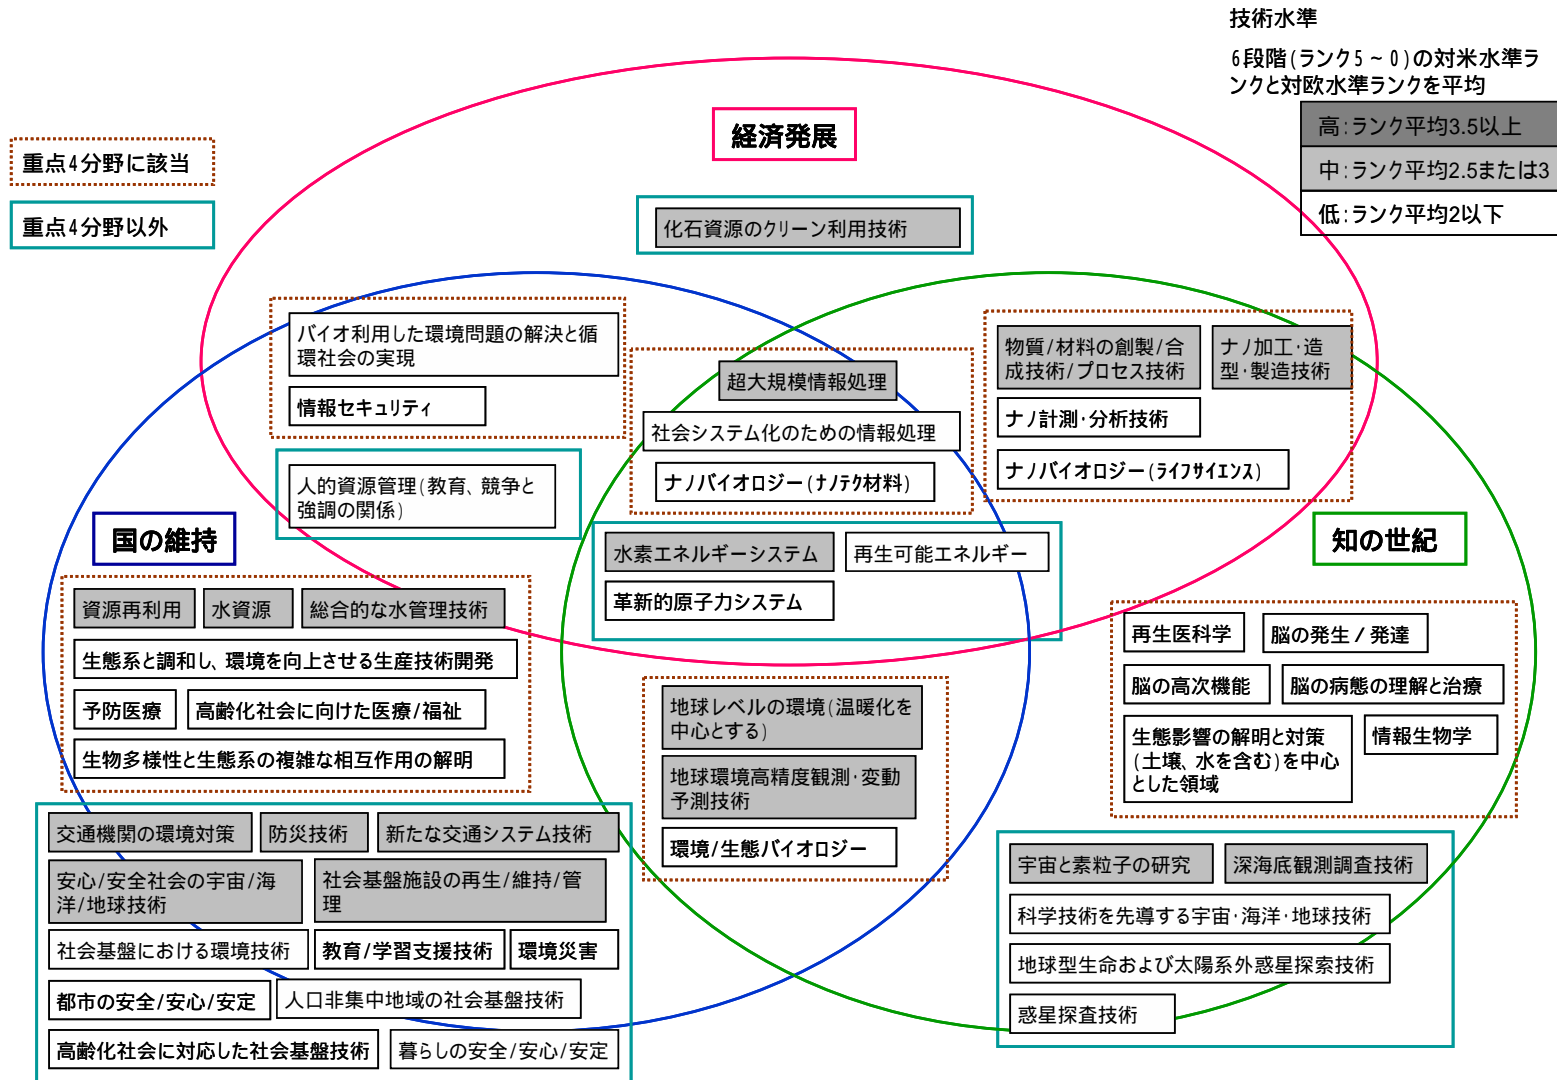 技術水準
6段階(ランク5～0)の対米水準ラ
ンクと対欧水準ランクを平均
高:ランク平均3.5以上
中:ランク平均2.5または3
低:ランク平均2以下
重点4分野に該当
重点4分野以外
経済発展
化石資源のクリーン利用技術
バイオ利用した環境問題の解決と循
環社会の実現
情報セキュリティ
人的資源管理(教育、競争と
強調の関係)
超大規模情報処理
社会システム化のための情報処理
ナノバイオロジー(ナノテク材料)
物質/材料の創製/合
成技術/プロセス技術
ナノ加工・造
型・製造技術
ナノ計測・分析技術
ナノバイオロジー(ライフサイエンス)
国の維持
知の世紀
水素エネルギーシステム
再生可能エネルギー
革新的原子力システム
資源再利用
水資源
総合的な水管理技術
生態系と調和し、環境を向上させる生産技術開発
予防医療
高齢化社会に向けた医療/福祉
生物多様性と生態系の複雑な相互作用の解明
地球レベルの環境(温暖化を
中心とする)
地球環境高精度観測・変動
予測技術
環境/生態バイオロジー
再生医科学
脳の発生/発達
脳の高次機能
脳の病態の理解と治療
生態影響の解明と対策
(土壌、水を含む)を中心
とした領域
情報生物学
交通機関の環境対策
防災技術
新たな交通システム技術
安心/安全社会の宇宙/海
洋/地球技術
社会基盤施設の再生/維持/管
理
社会基盤における環境技術
教育/学習支援技術
環境災害
都市の安全/安心/安定
人口非集中地域の社会基盤技術
高齢化社会に対応した社会基盤技術
暮らしの安全/安心/安定
宇宙と素粒子の研究
深海底観測調査技術
科学技術を先導する宇宙・海洋・地球技術
地球型生命および太陽系外惑星探索技術
惑星探査技術